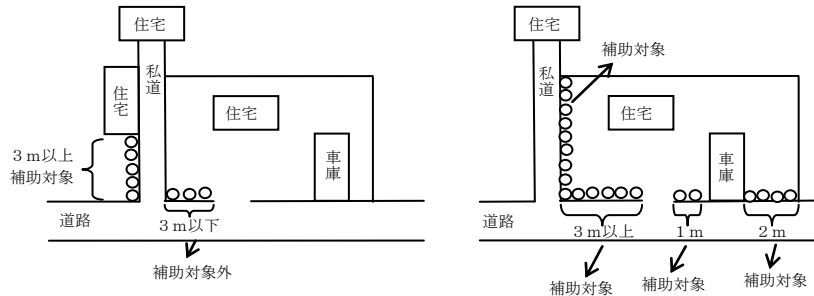 住宅
私道
住宅
住宅
車庫
3ｍ以上
補助対象
道路
3ｍ以下
補助対象外
住宅
補助対象
私道
住宅
車庫
道路
3ｍ以上
1ｍ
2ｍ
補助対象
補助対象
補助対象